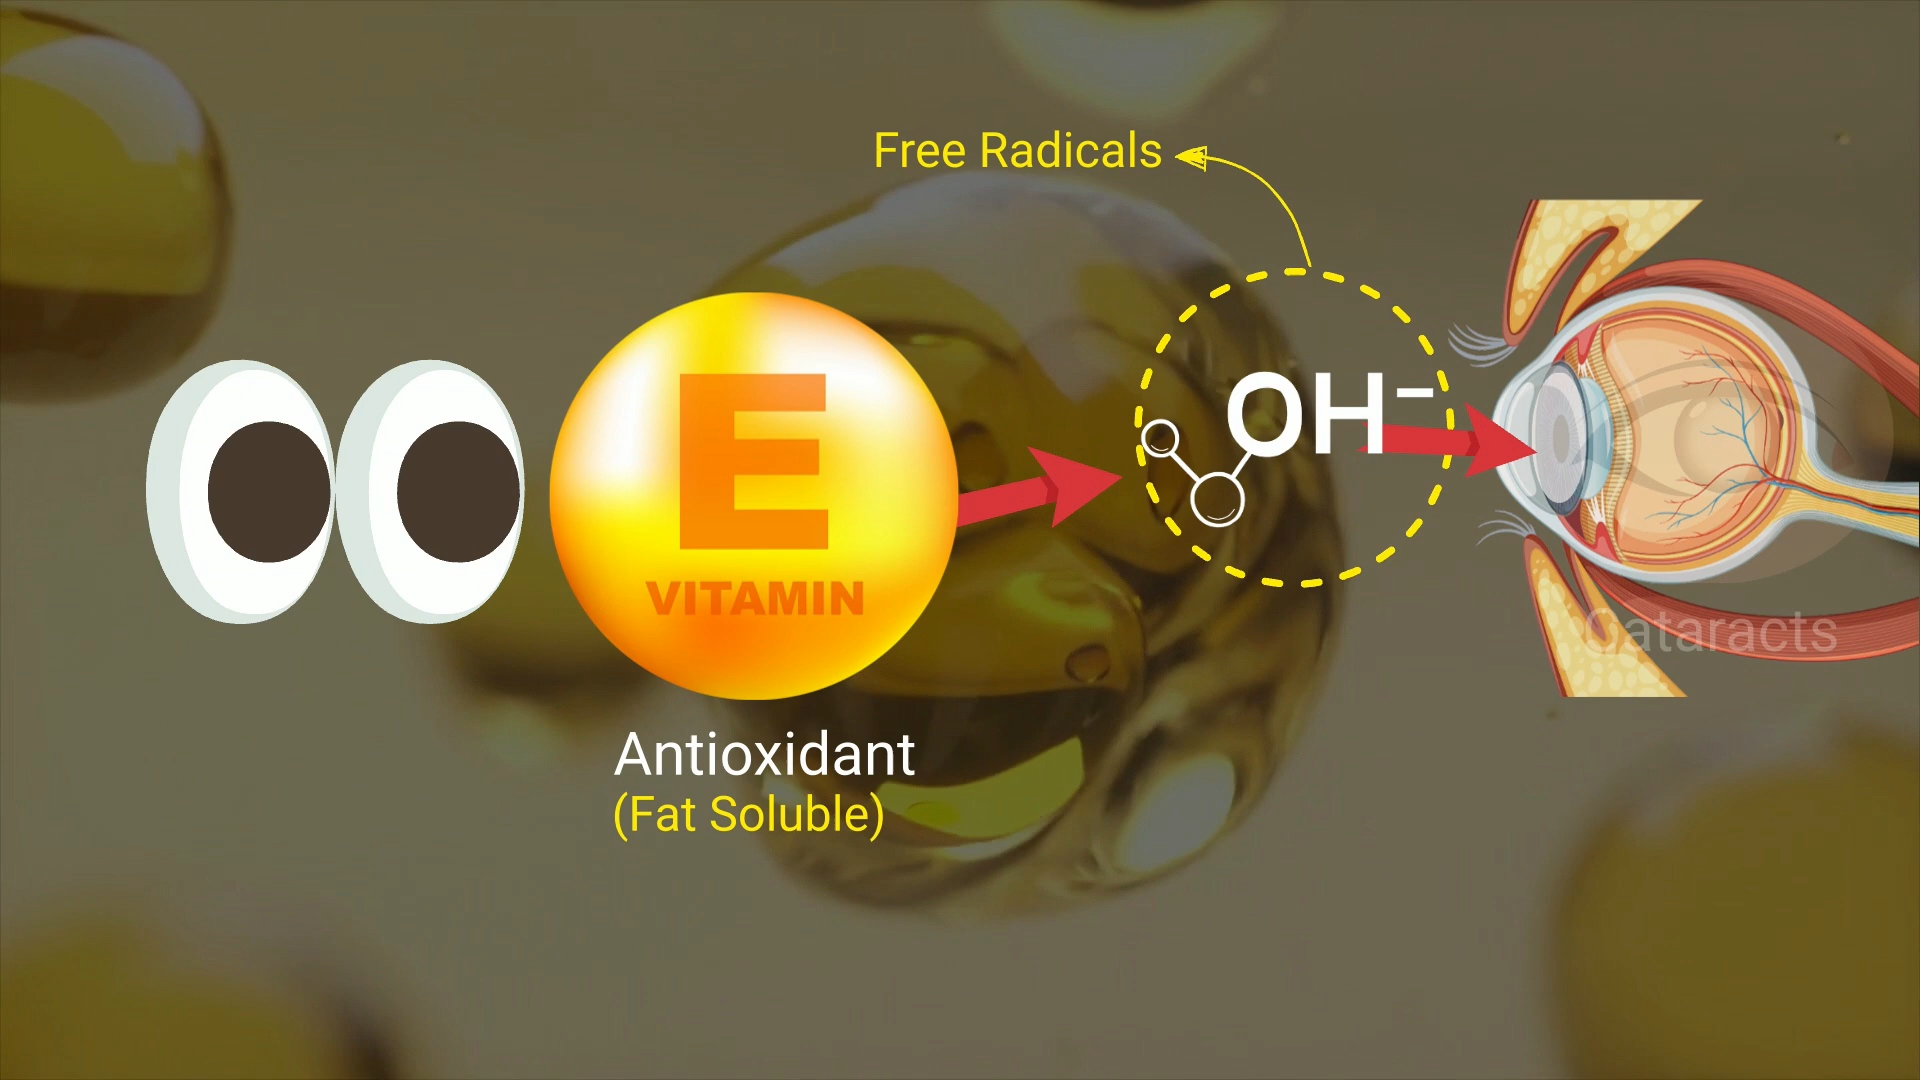 Free Radicals
OH⁻
E
VITAMIN
Cataracts
Antioxidant
(Fat Soluble)